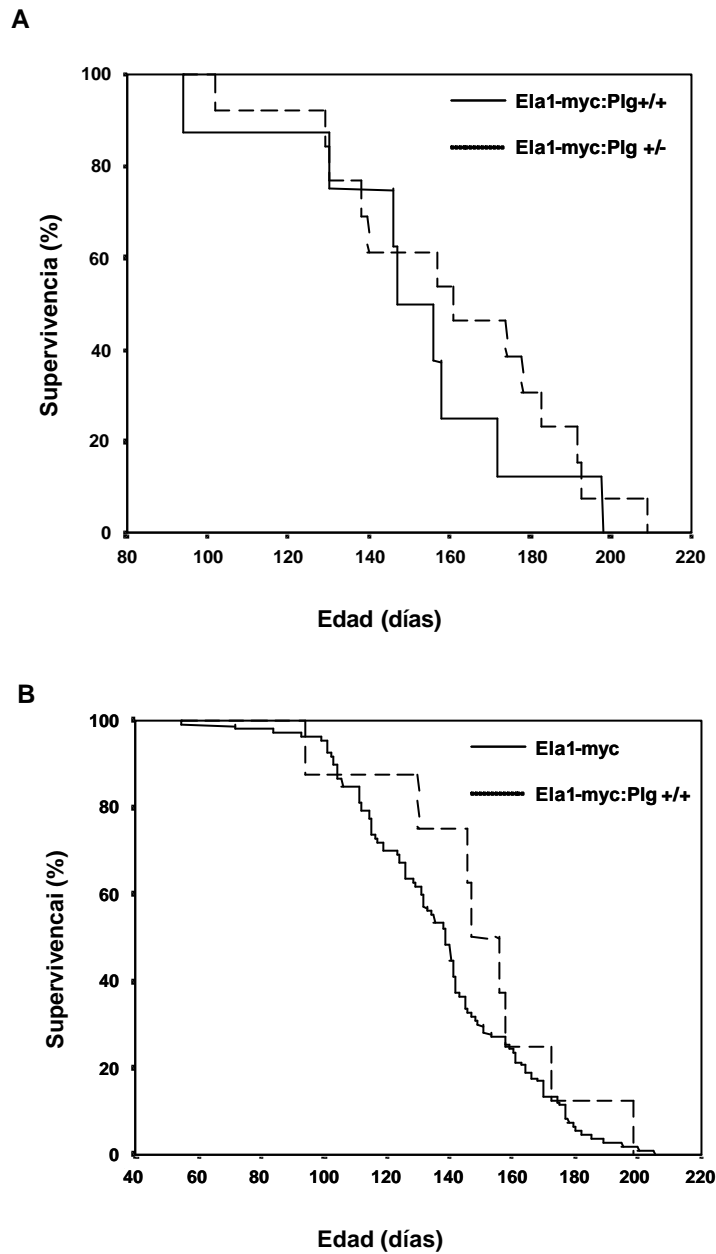 A
100
80
60
40
20
0
Supervivencia (%)
Ela1-myc:Plg+/+
Ela1-myc:Plg +/-
80 100 120 140 160 180 200 220
Edad (días)
B
100
80
60
40
20
0
Supervivencai (%)
Ela1-myc
Ela1-myc:Plg +/+
40 60 80 100 120 140 160 180 200 220
Edad (días)